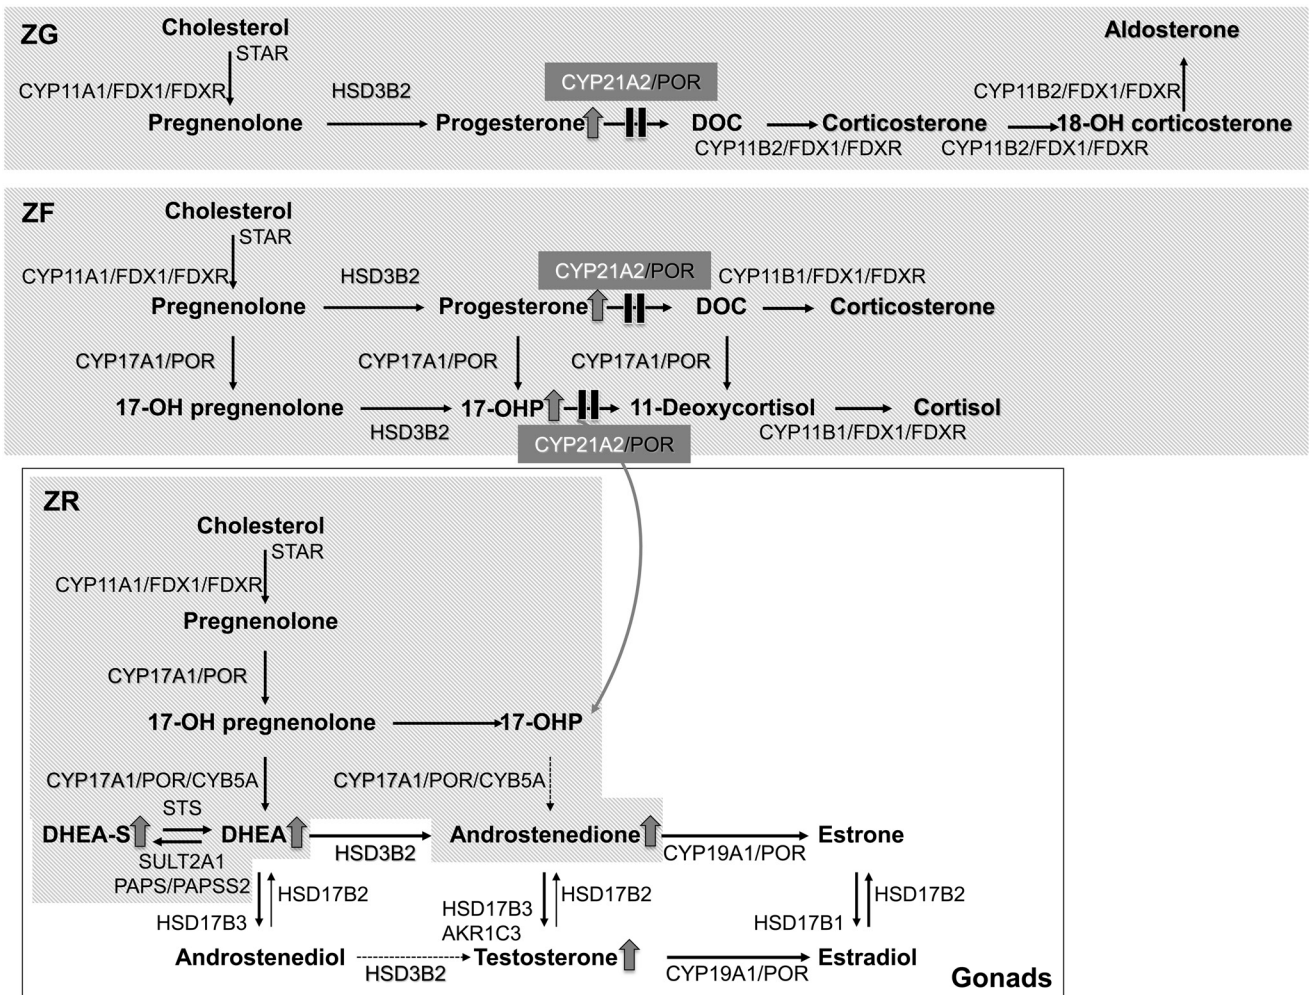 ZG
Cholesterol
STAR
Aldosterone
CYP11A1/FDX1/FDXR
HSD3B2
CYP21A2/POR
CYP11B2/FDX1/FDXR
Pregnenolone
Progesterone
DOC
Corticosterone
18-OH corticosterone
CYP11B2/FDX1/FDXR
CYP11B2/FDX1/FDXR
ZF
Cholesterol
STAR
CYP11A1/FDX1/FDXR
HSD3B2
CYP21A2/POR
CYP11B1/FDX1/FDXR
Pregnenolone
Progesterone
DOC
Corticosterone
CYP17A1/POR
CYP17A1/POR
CYP17A1/POR
17-OH pregnenolone
17-OHP
11-Deoxycortisol
Cortisol
HSD3B2
CYP11B1/FDX1/FDXR
CYP21A2/POR
ZR
Cholesterol
STAR
CYP11A1/FDX1/FDXR
Pregnenolone
CYP17A1/POR
17-OH pregnenolone
17-OHP
CYP17A1/POR/CYB5A
CYP17A1/POR/CYB5A
STS
DHEA-S
DHEA
Androstenedione
Estrone
HSD3B2
CYP19A1/POR
SULT2A1
PAPS/PAPSS2
HSD17B2
HSD17B2
HSD17B2
HSD17B3
HSD17B3
AKR1C3
HSD17B1
Androstenediol
Testosterone
Estradiol
HSD3B2
CYP19A1/POR
Gonads